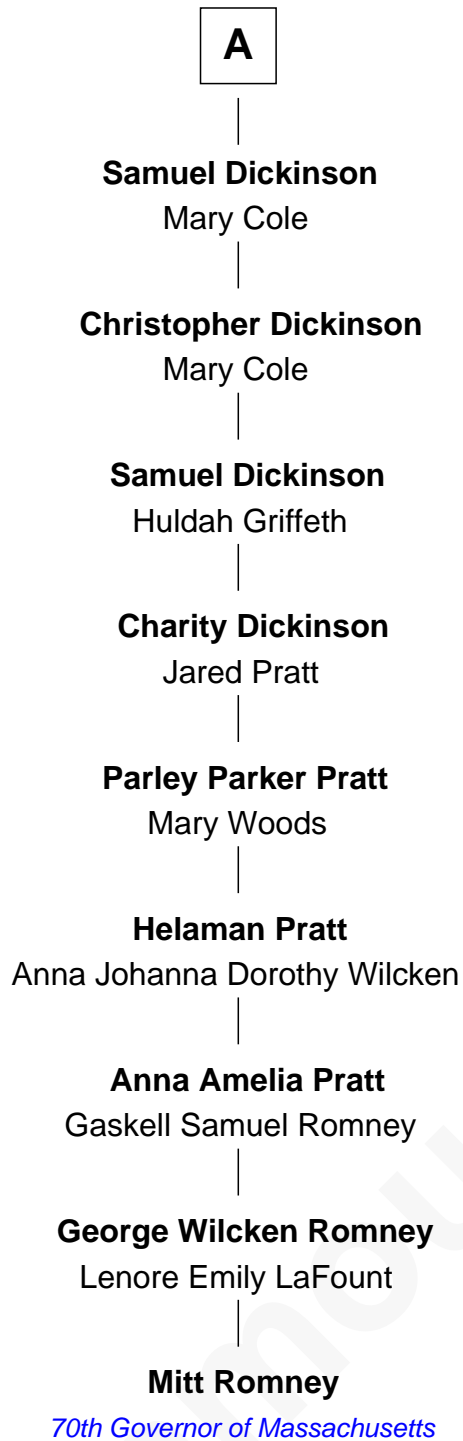 A
Samuel Dickinson
Mary Cole
Christopher Dickinson
Mary Cole
Samuel Dickinson
Huldah Griffeth
Charity Dickinson
Jared Pratt
Parley Parker Pratt
Mary Woods
Helaman Pratt
Anna Johanna Dorothy Wilcken
Anna Amelia Pratt
Gaskell Samuel Romney
George Wilcken Romney
Lenore Emily LaFount
Mitt Romney
70th Governor of Massachusetts